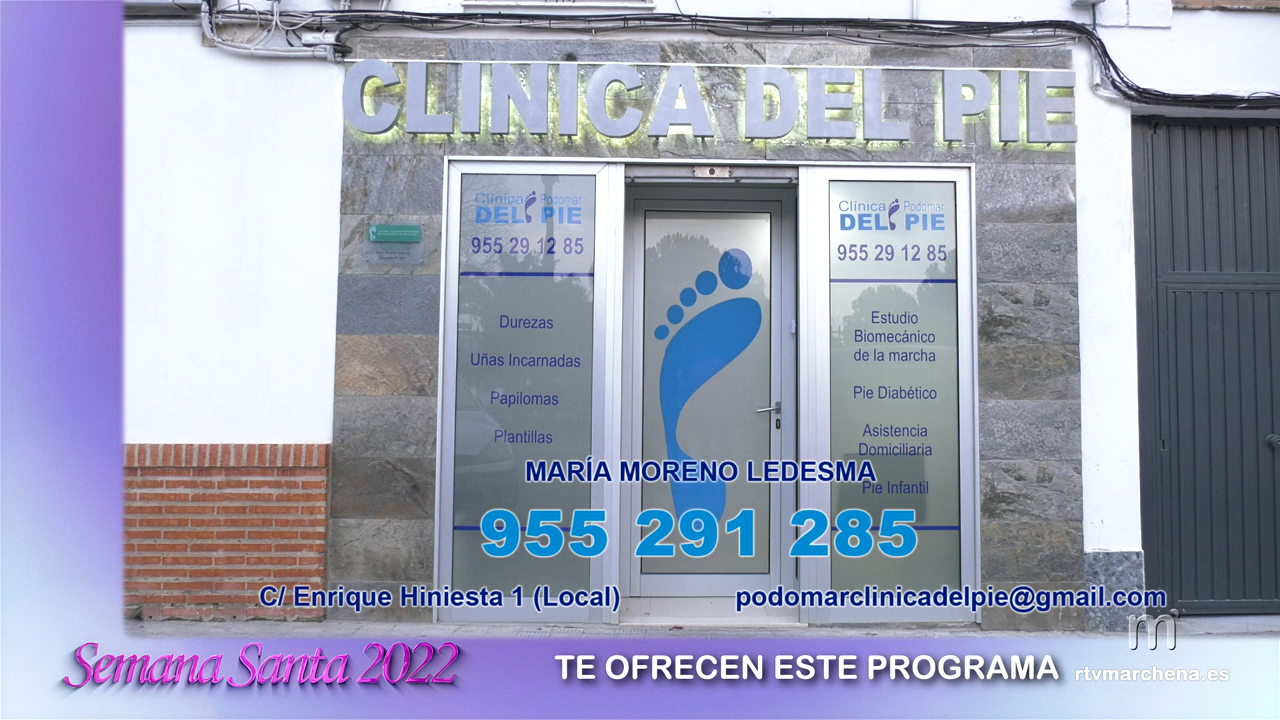 CLINICA DEL PIE
Clínica Podomar
DEL PIE
955 29 12 85
Durezas
Uñas Incarnadas
Papilomas
Plantillas
Clínica Podomar
DEL PIE
955 29 12 85
Estudio
Biomecánico
de la marcha
Pie Diabético
Asistencia
Domiciliaria
Pie Infantil
MARÍA MORENO LEDESMA
955 291 285
C/ Enrique Hiniesta 1 (Local)
podomarclinicadelpie@gmail.com
Semana Santa 2022
TE OFRECEN ESTE PROGRAMA
m
rtvmarchena.es